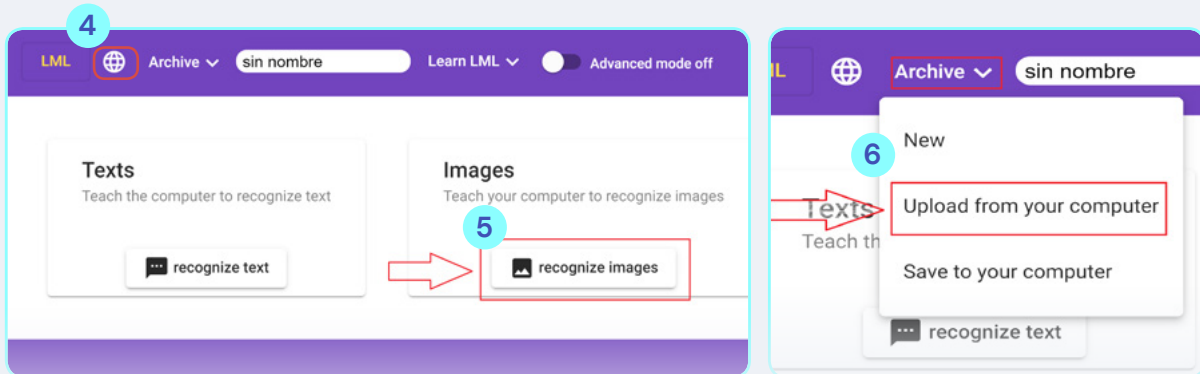 4
LML Archive sin nombre Learn LML Advanced mode off
Texts
Teach the computer to recognize text
recognize text
Images
Teach your computer to recognize images
5
recognize images
LML Archive sin nombre
New
6
Upload from your computer
Save to your computer
Texts
Teach th
recognize text